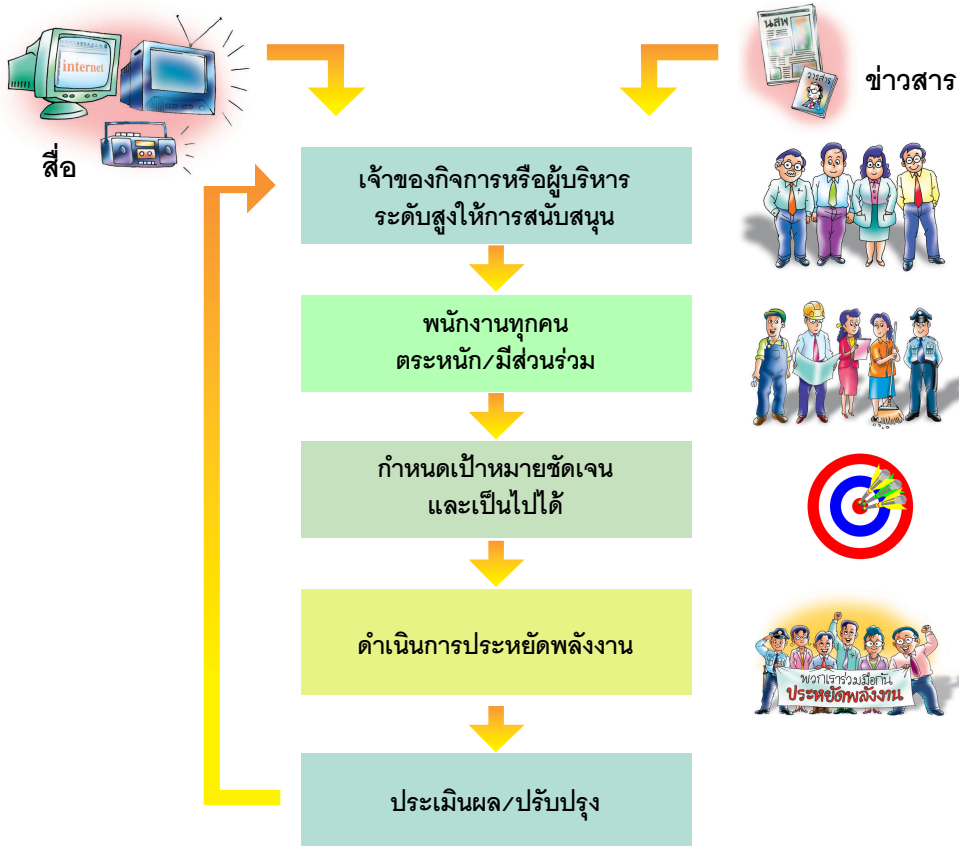 internet
สื่อ
นสพ
วารสาร
ข่าวสาร
เจ้าของกิจการหรือผู้บริหาร
ระดับสูงให้การสนับสนุน
พนักงานทุกคน
ตระหนัก/มีส่วนร่วม
กำหนดเป้าหมายชัดเจน
และเป็นไปได้
ดำเนินการประหยัดพลังงาน
พวกเราร่วมมือกัน
ประหยัดพลังงาน
ประเมินผล/ปรับปรุง